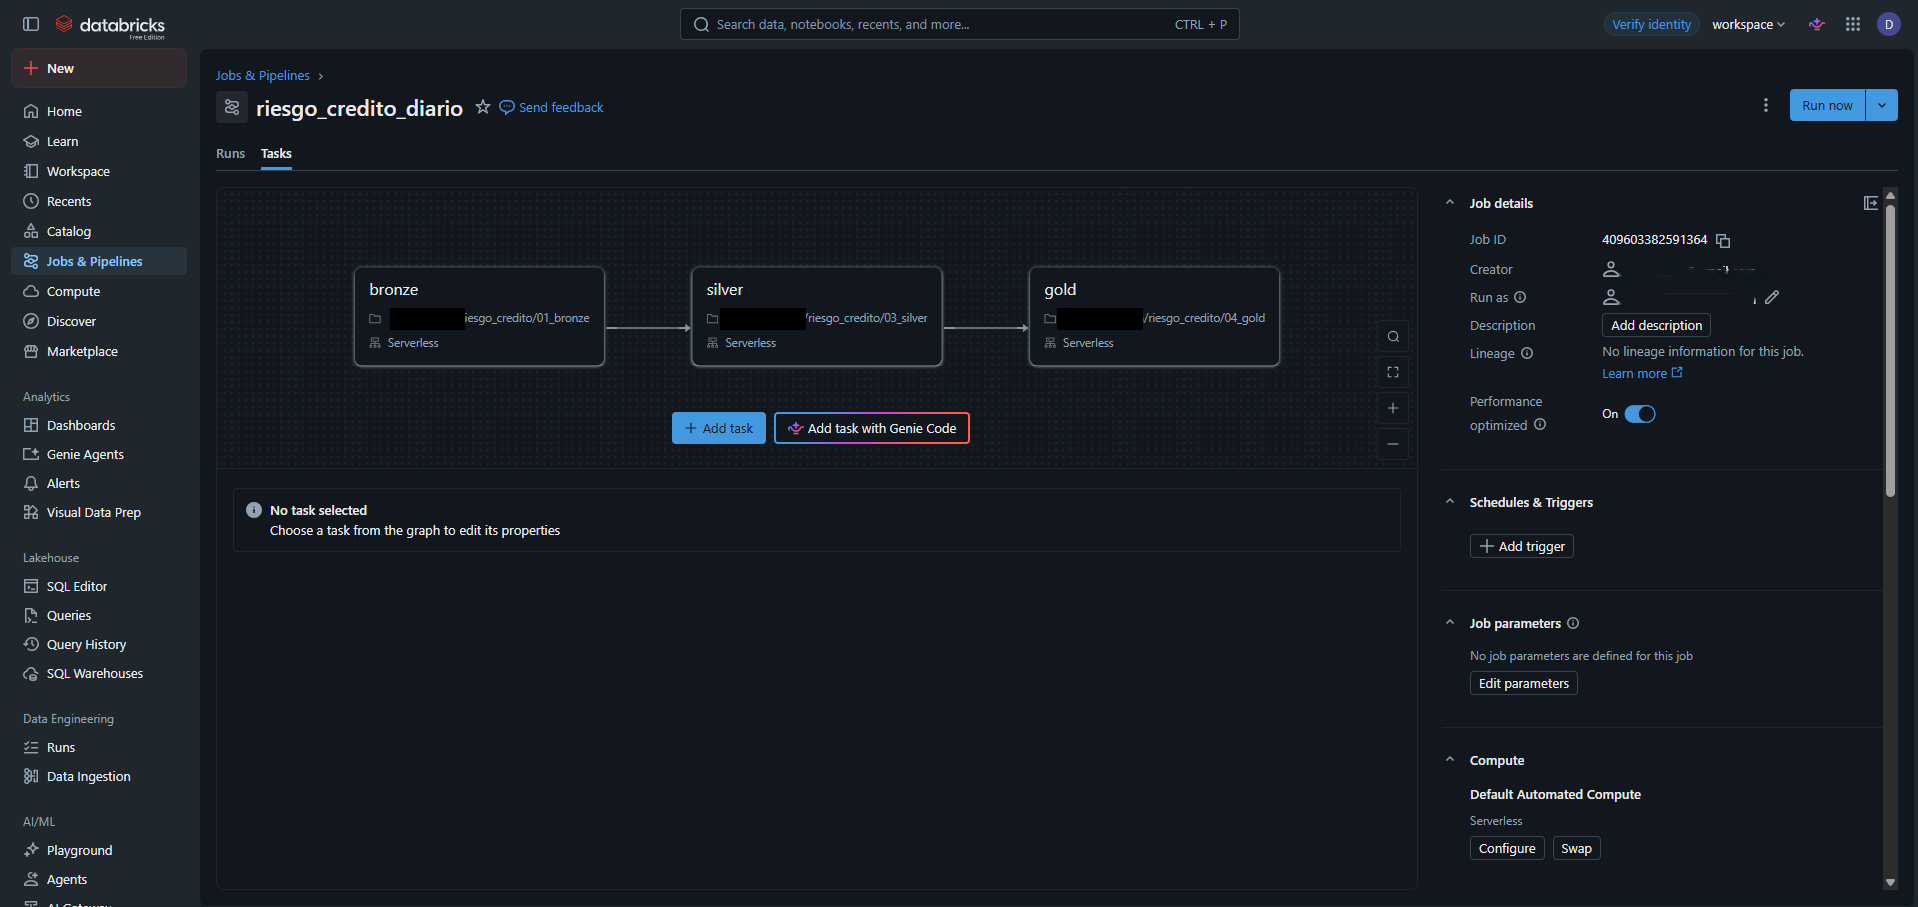 databricks
Free Edition
Search data, notebooks, recents, and more...
CTRL + P
Verify identity
workspace
D
New
Home
Learn
Workspace
Recents
Catalog
Jobs & Pipelines
Compute
Discover
Marketplace
Analytics
Dashboards
Genie Agents
Alerts
Visual Data Prep
Lakehouse
SQL Editor
Queries
Query History
SQL Warehouses
Data Engineering
Runs
Data Ingestion
AI/ML
Playground
Agents
Jobs & Pipelines
riesgo_credito_diario
Send feedback
Run now
Runs
Tasks
bronze
iesgo_credito/01_bronze
Serverless
silver
/riesgo_credito/03_silver
Serverless
gold
/riesgo_credito/04_gold
Serverless
Add task
Add task with Genie Code
No task selected
Choose a task from the graph to edit its properties
Job details
Job ID
409603382591364
Creator
Run as
Description
Add description
Lineage
No lineage information for this job.
Learn more
Performance optimized
On
Schedules & Triggers
Add trigger
Job parameters
No job parameters are defined for this job
Edit parameters
Compute
Default Automated Compute
Serverless
Configure
Swap